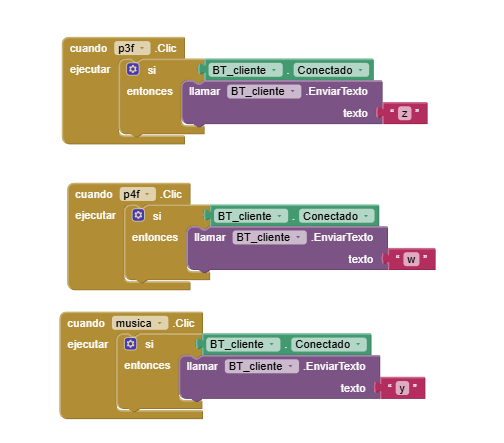 cuando p3f .Clic
ejecutar si BT_cliente . Conectado
entonces llamar BT_cliente .EnviarTexto
texto “ z ”
cuando p4f .Clic
ejecutar si BT_cliente . Conectado
entonces llamar BT_cliente .EnviarTexto
texto “ w ”
cuando musica .Clic
ejecutar si BT_cliente . Conectado
entonces llamar BT_cliente .EnviarTexto
texto “ y ”